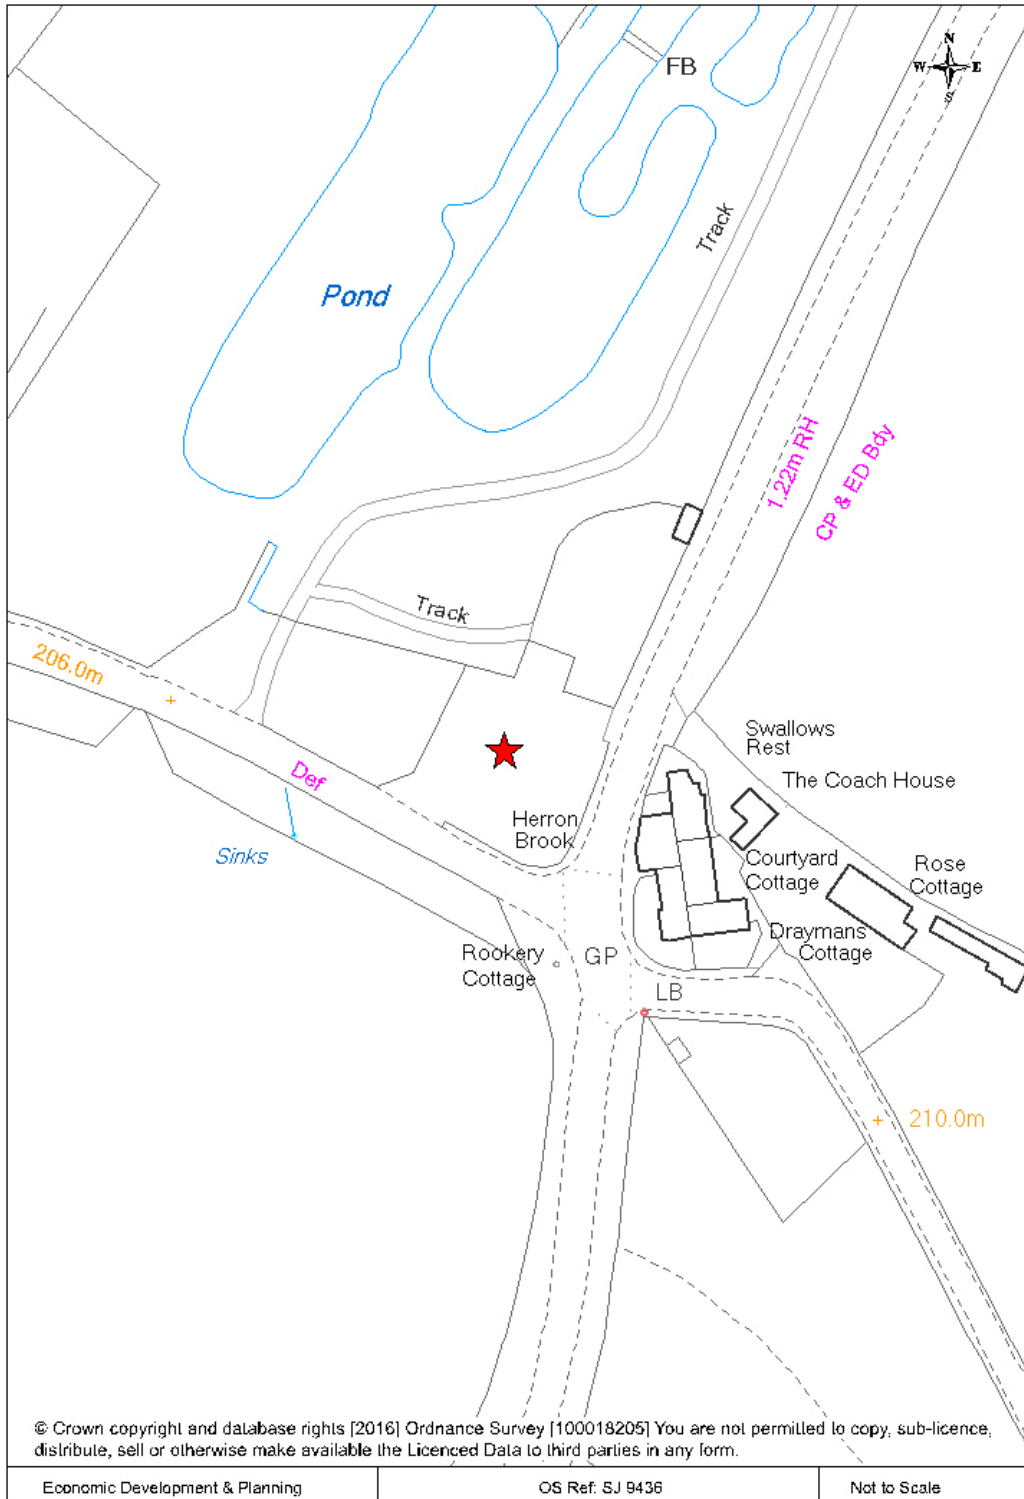 FB
N
W E
S
Track
Pond
1.22m RH
CP & ED Bdy
Track
206.0m
Def
Swallows
Rest
The Coach House
Herron
Brook
Sinks
Courtyard
Cottage
Rose
Cottage
Draymans
Cottage
Rookery
Cottage
GP
LB
210.0m
© Crown copyright and database rights [2016] Ordnance Survey [100018205] You are not permitted to copy, sub-licence,
distribute, sell or otherwise make available the Licenced Data to third parties in any form.
Economic Development & Planning
OS Ref: SJ 9436
Not to Scale